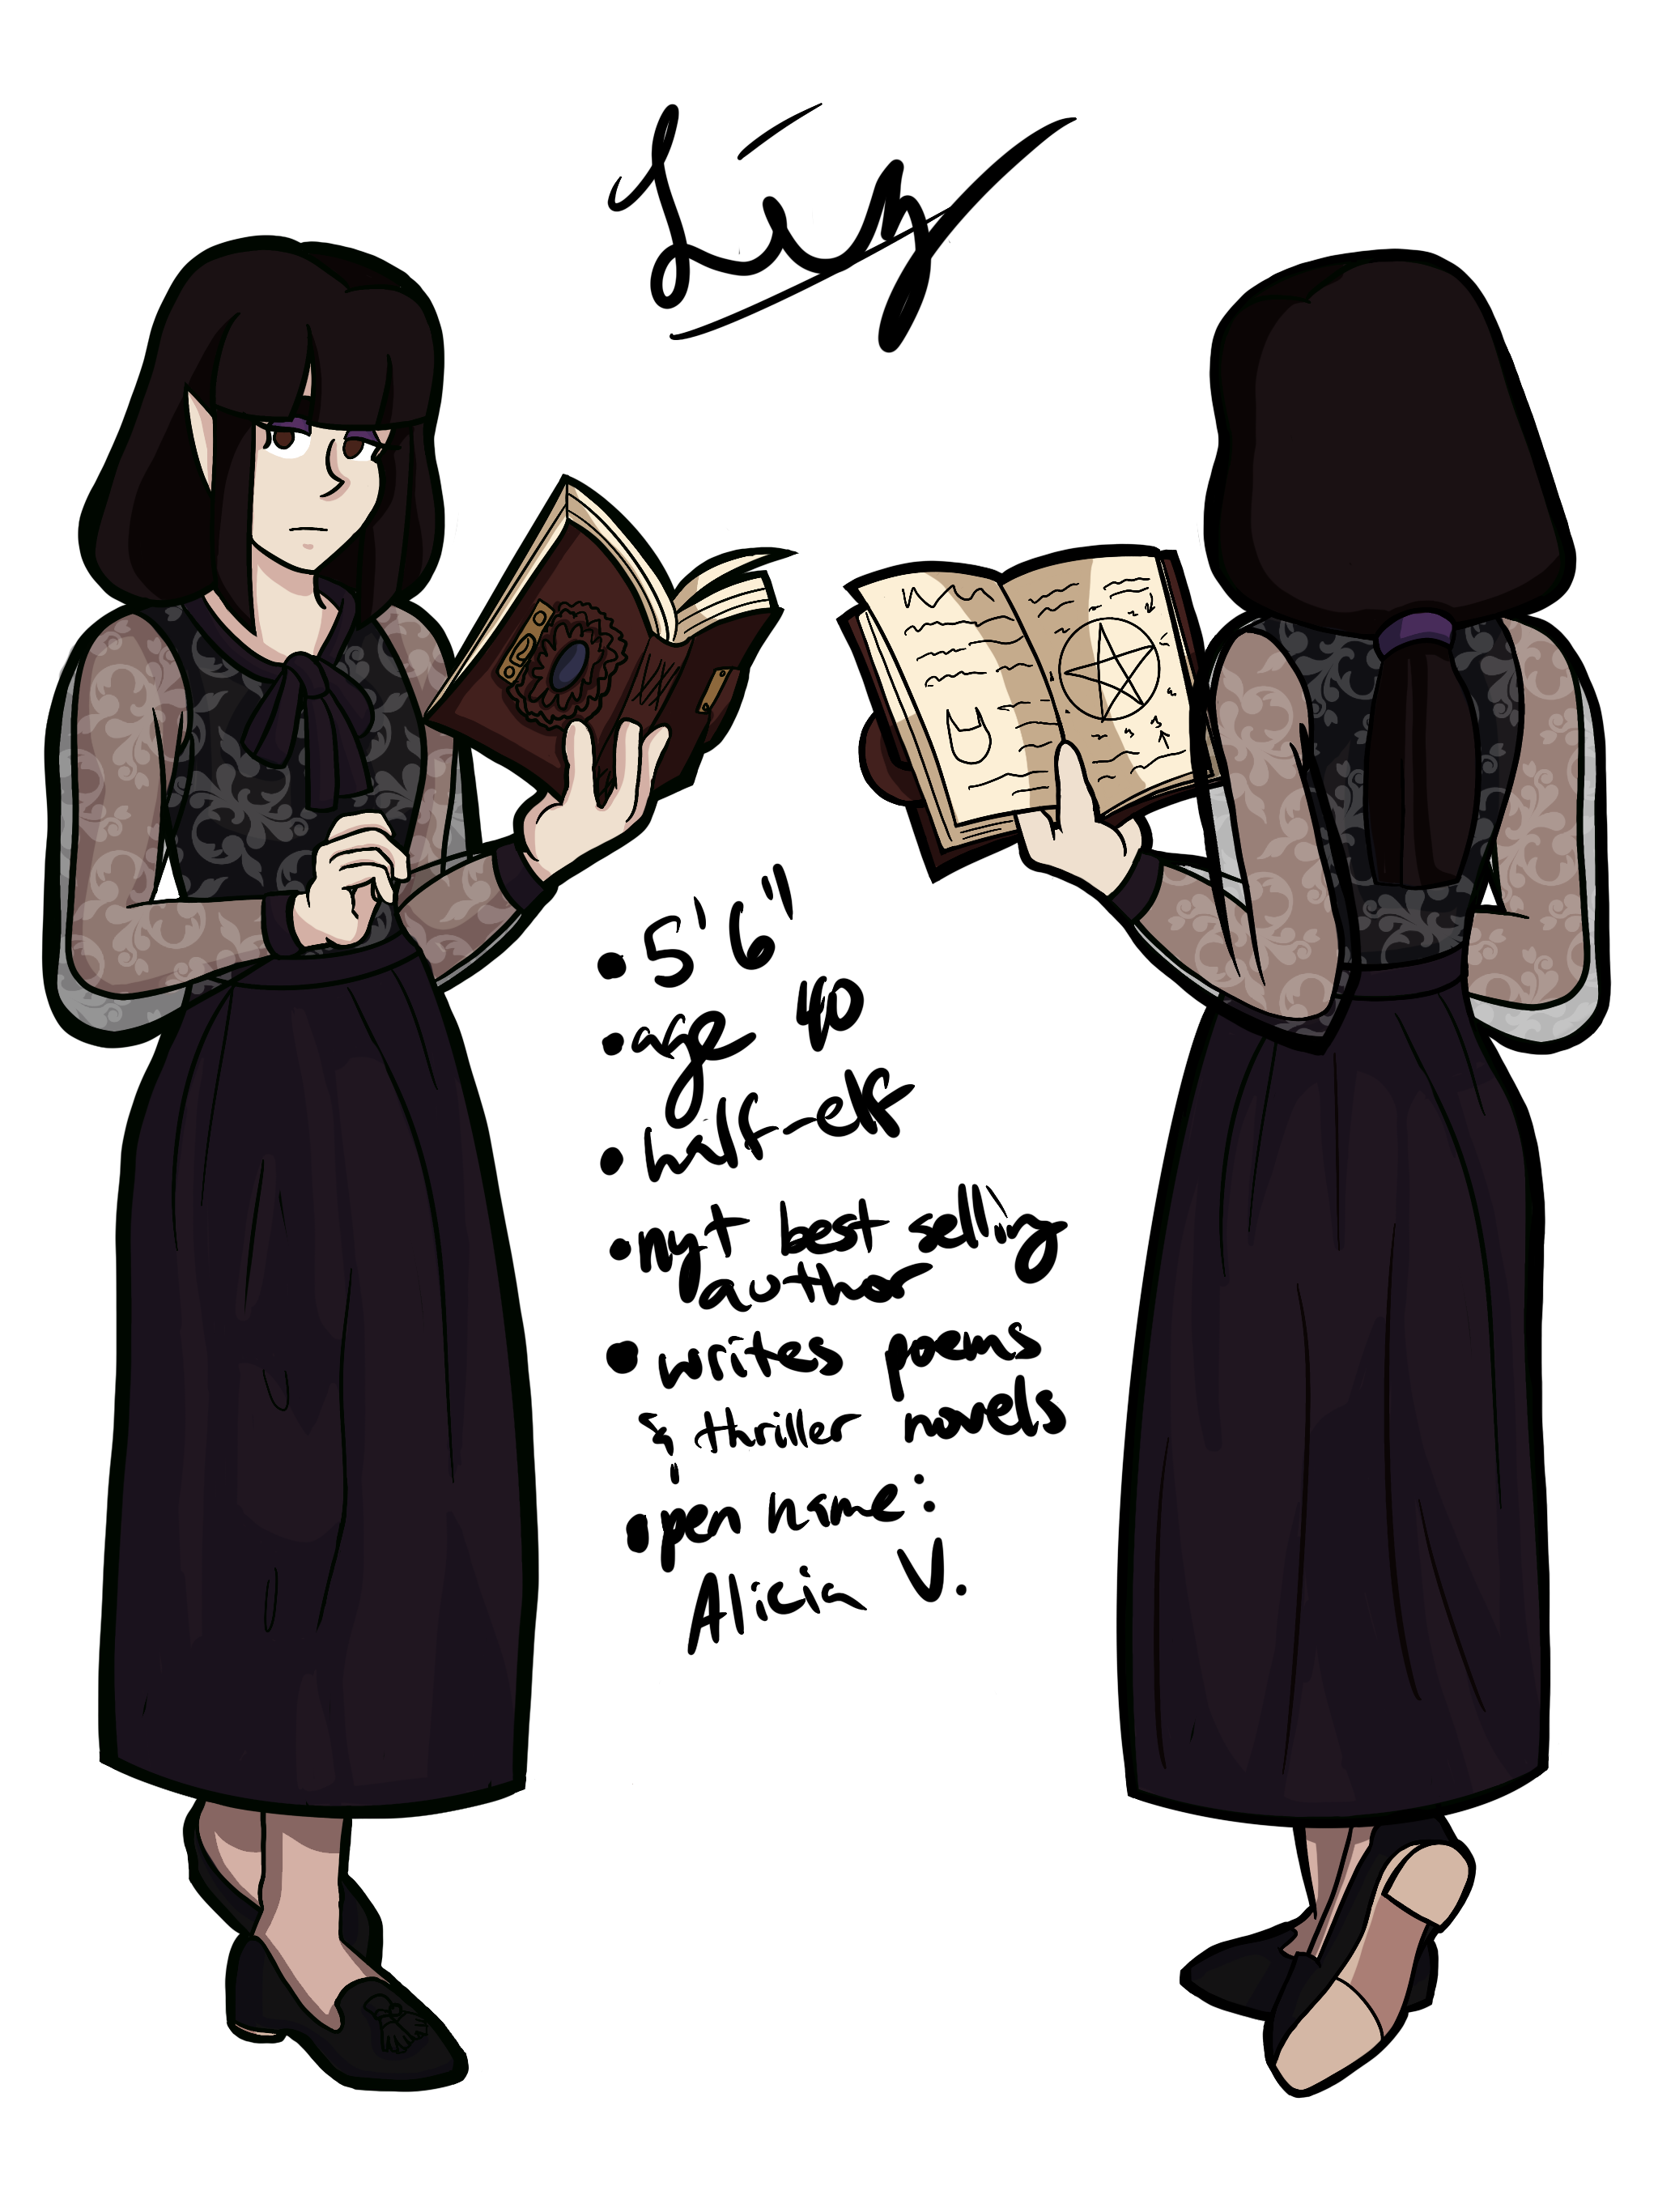 Liz
• 5'6"
• age 40
• half-elf
• nyt best selling
author
• writes poems
& thriller novels
• pen name:
Alicia V.